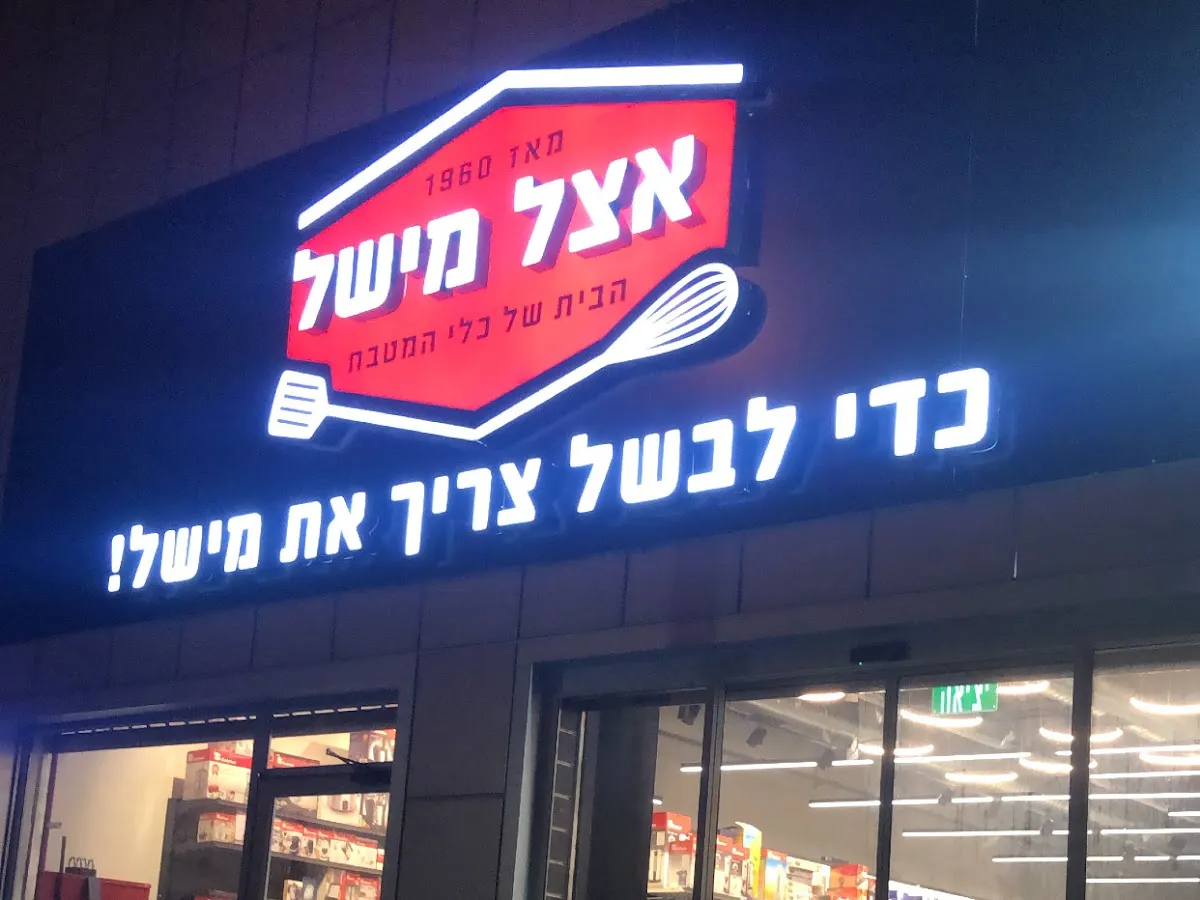 מאז 1960
אצל מישל
הבית של כלי המטבח
כדי לבשל צריך את מישל!
יציאה